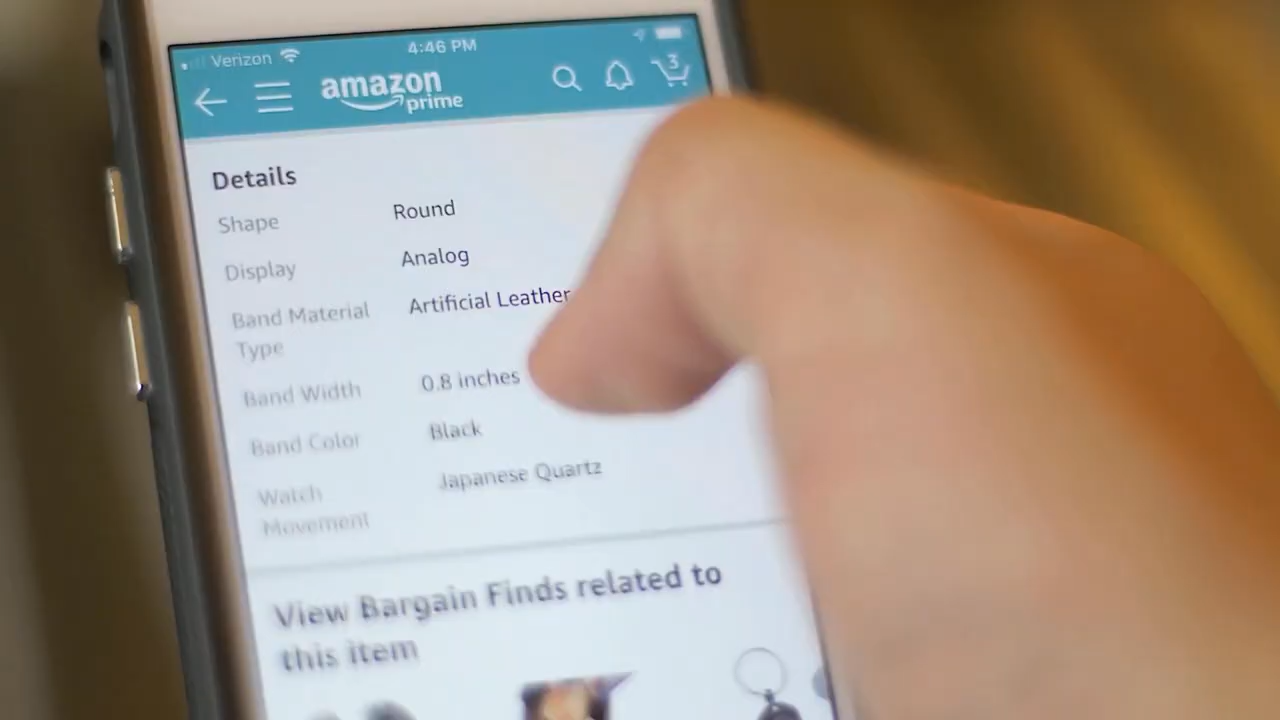 Verizon 4:46 PM
amazon 3
prime
Details
Shape Round
Display Analog
Band Material Artificial Leather
Type
Band Width 0.8 inches
Band Color Black
Watch Japanese Quartz
Movement
View Bargain Finds related to
this item